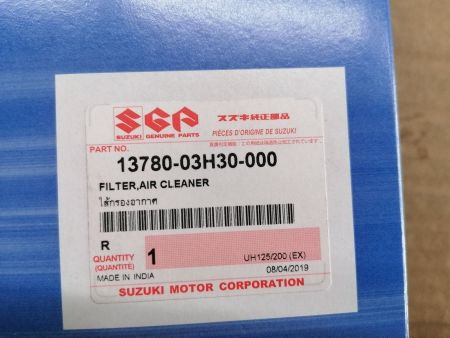 SGP スズキ純正部品
SUZUKI GENUINE PARTS PIÈCES D'ORIGINE DE SUZUKI
PART NO.
13780-03H30-000
FILTER,AIR CLEANER
ไส้กรองอากาศ
R
QUANTITY 1 UH125/200 (EX)
(QUANTITÉ)
MADE IN INDIA 08/04/2019
SUZUKI MOTOR CORPORATION